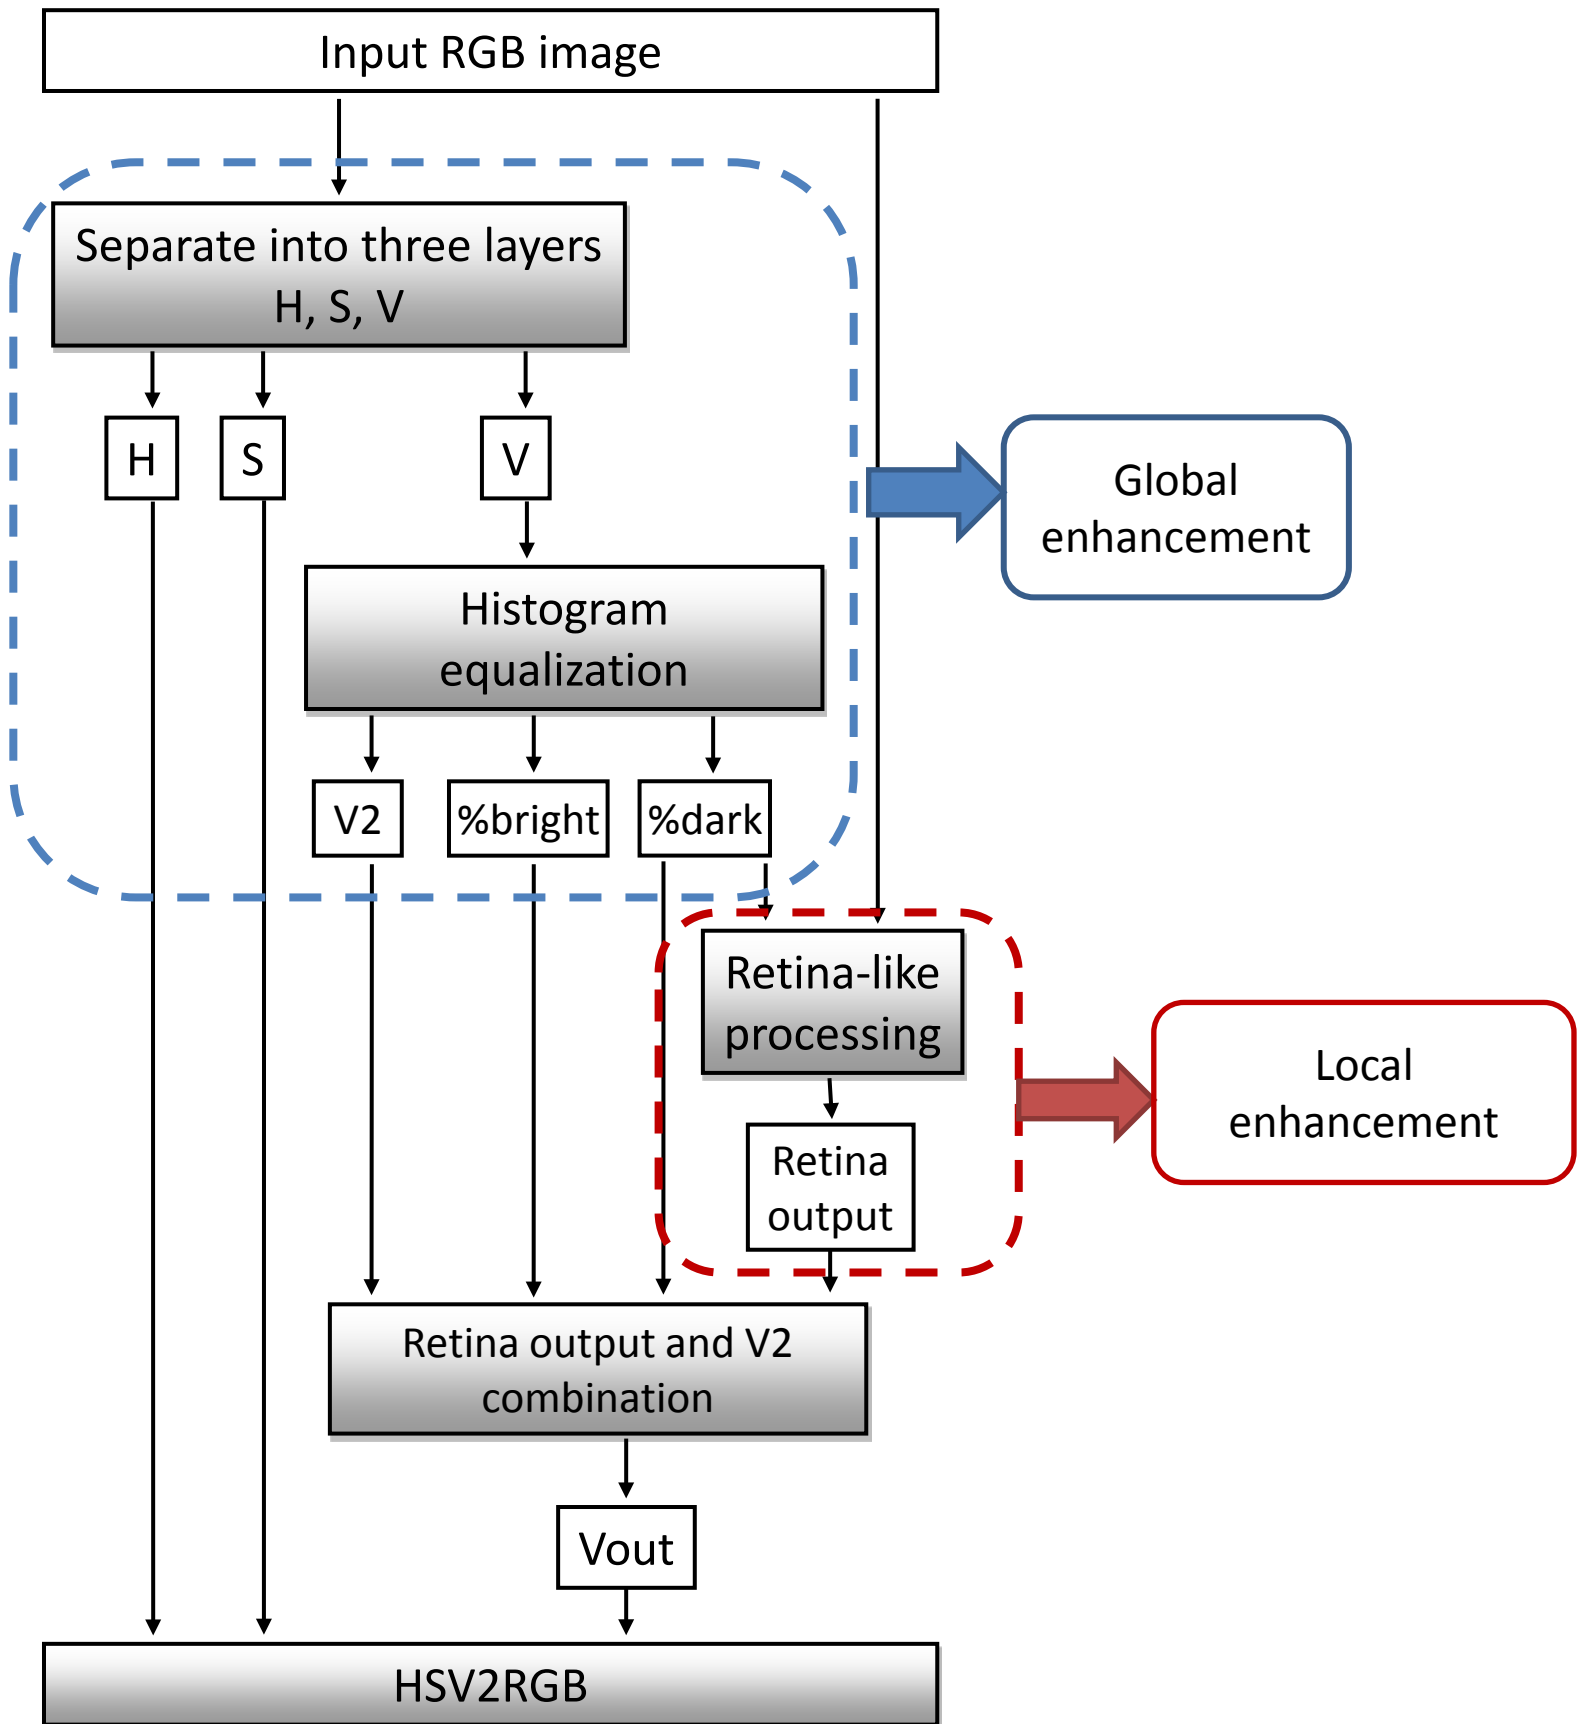 Input RGB image
Separate into three layers
H, S, V
H
S
V
Global
enhancement
Histogram
equalization
V2
%bright
%dark
Retina-like
processing
Local
enhancement
Retina
output
Retina output and V2
combination
Vout
HSV2RGB